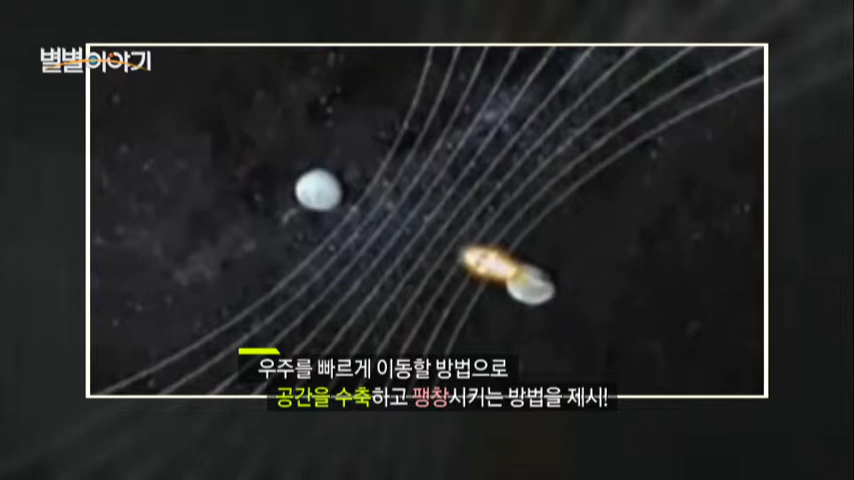 별별이야기
우주를 빠르게 이동할 방법으로
공간을 수축하고 팽창시키는 방법을 제시!